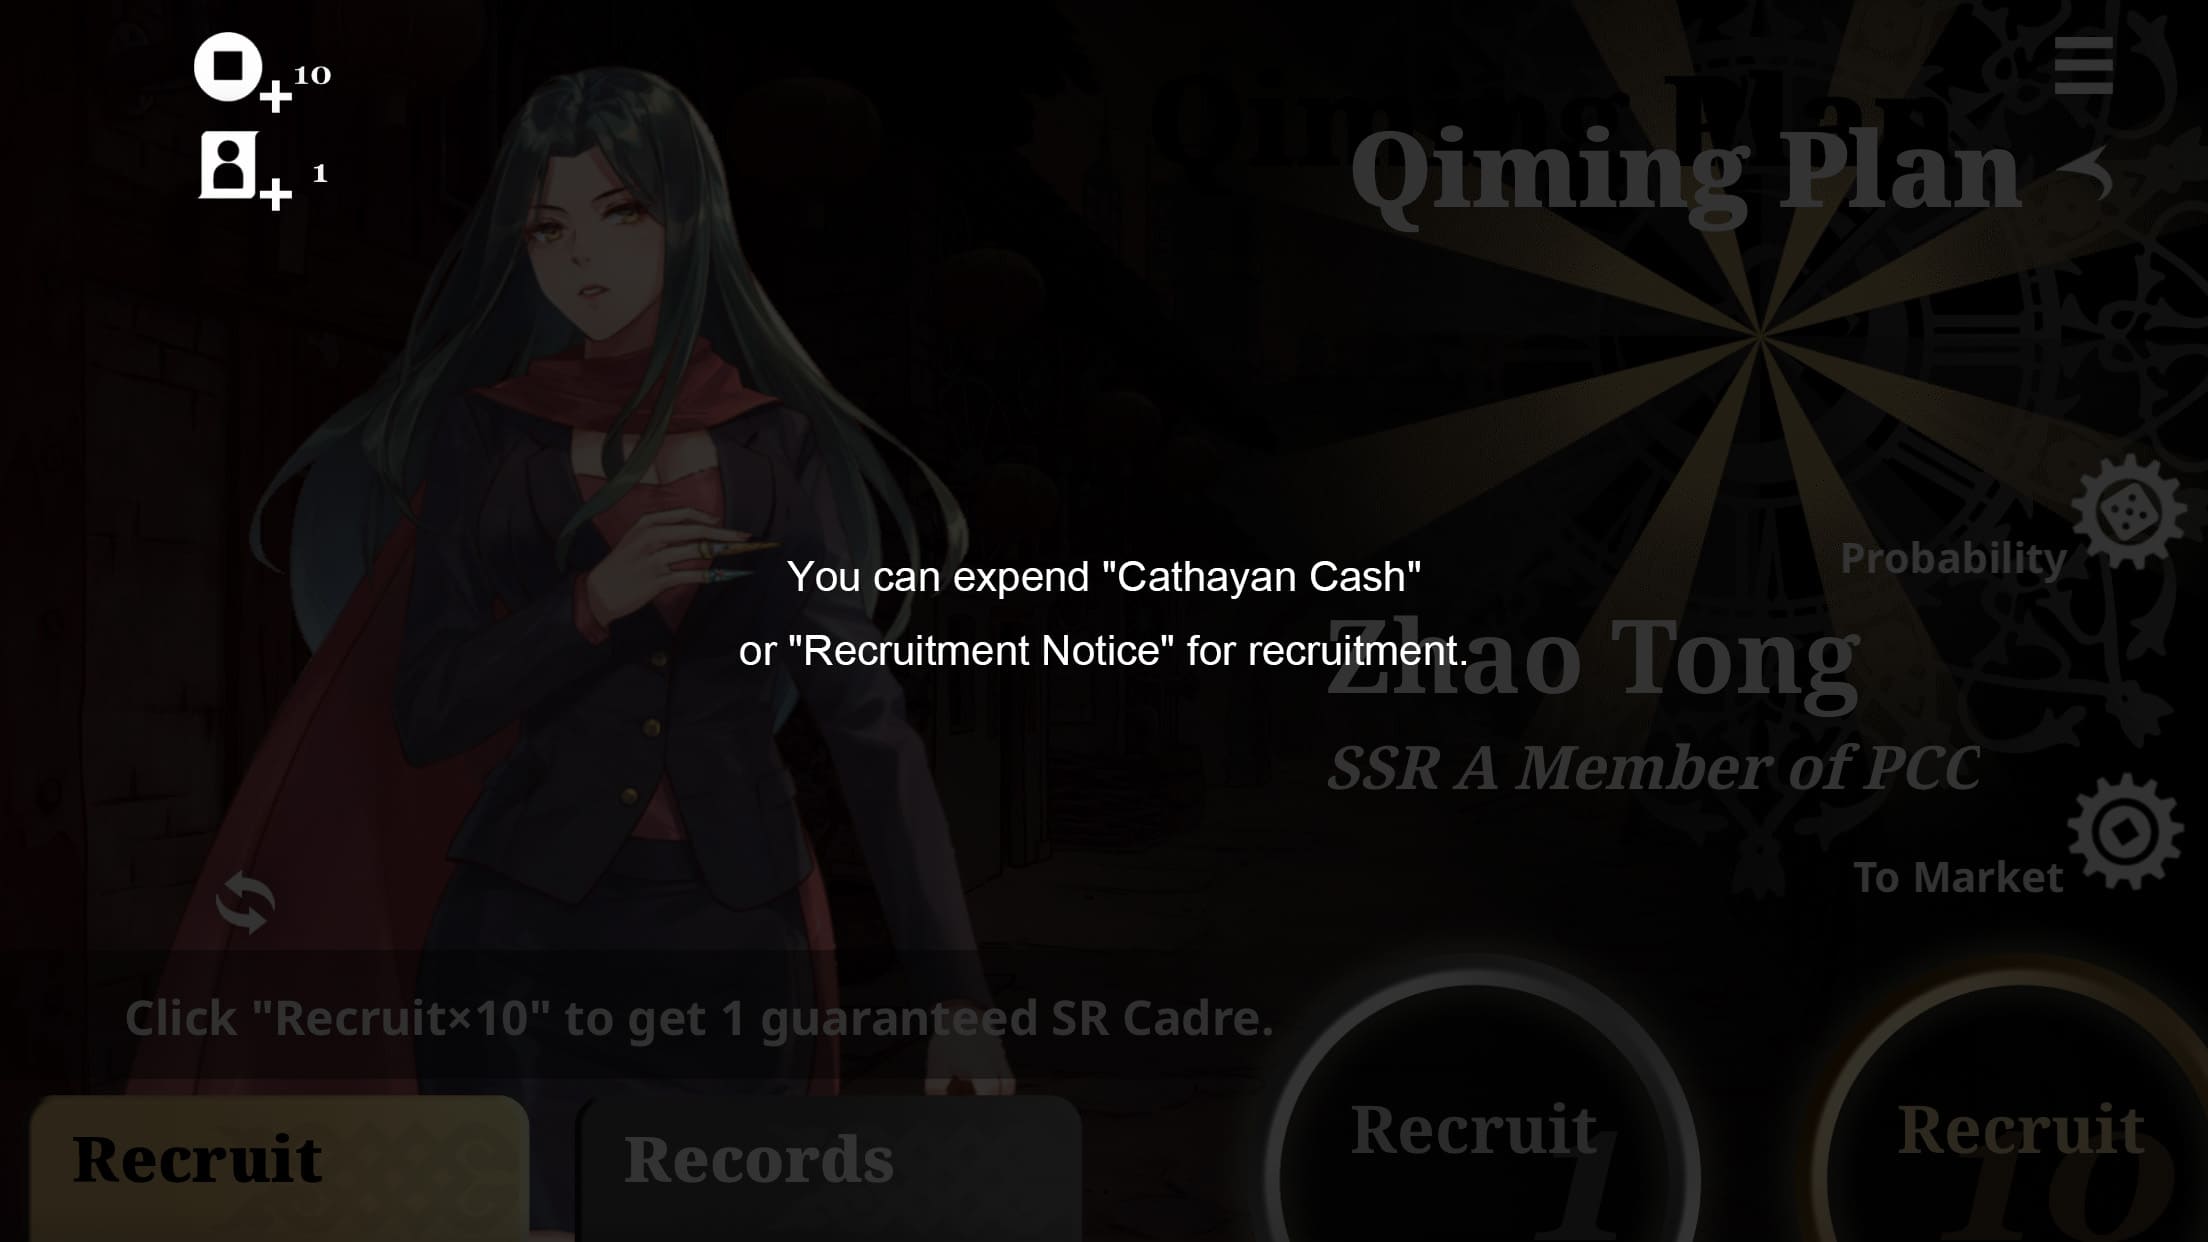 10
1
Qiming Plan
Qiming Plan
Probability
You can expend "Cathayan Cash"
or "Recruitment Notice" for recruitment.
Zhao Tong
SSR A Member of PCC
To Market
Click "Recruit×10" to get 1 guaranteed SR Cadre.
Recruit
Records
Recruit
1
Recruit
10